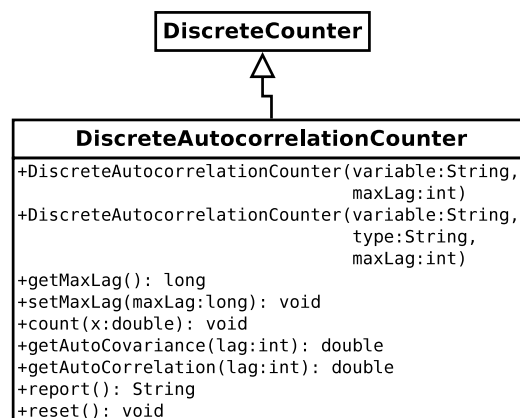 DiscreteCounter
DiscreteAutocorrelationCounter
+DiscreteAutocorrelationCounter(variable:String,
maxLag:int)
+DiscreteAutocorrelationCounter(variable:String,
type:String,
maxLag:int)
+getMaxLag(): long
+setMaxLag(maxLag:long): void
+count(x:double): void
+getAutoCovariance(lag:int): double
+getAutoCorrelation(lag:int): double
+report(): String
+reset(): void